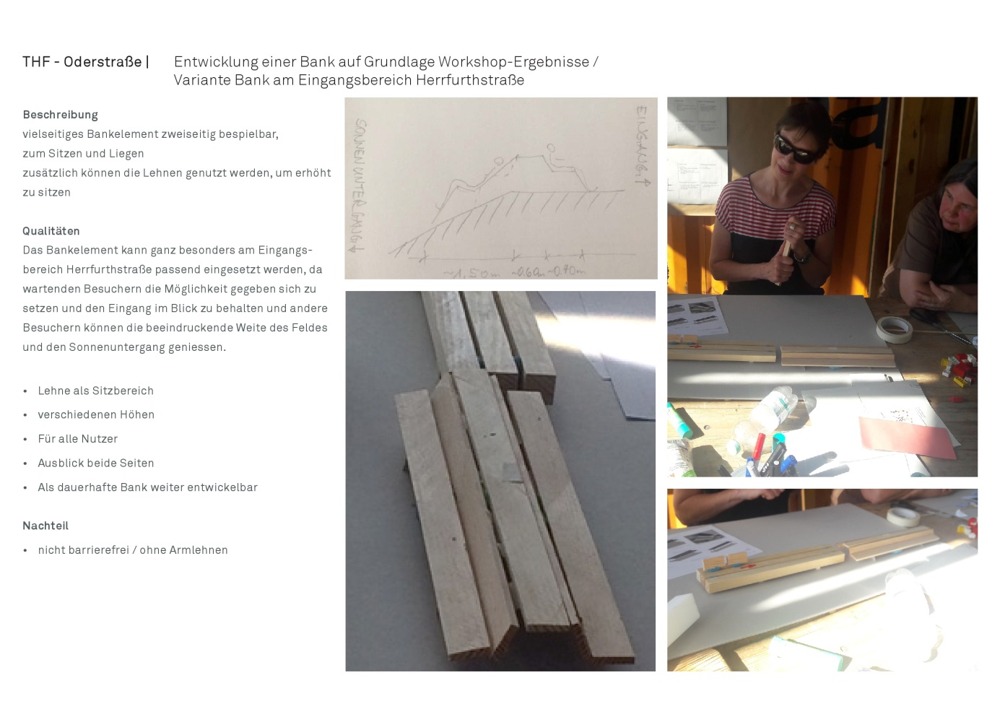 THF - Oderstraße |
Entwicklung einer Bank auf Grundlage Workshop-Ergebnisse /
Variante Bank am Eingangsbereich Herrfurthstraße
Beschreibung
vielseitiges Bankelement zweiseitig bespielbar,
zum Sitzen und Liegen
zusätzlich können die Lehnen genutzt werden, um erhöht
zu sitzen
Qualitäten
Das Bankelement kann ganz besonders am Eingangs-
bereich Herrfurthstraße passend eingesetzt werden, da
wartenden Besuchern die Möglichkeit gegeben sich zu
setzen und den Eingang im Blick zu behalten und andere
Besuchern können die beeindruckende Weite des Feldes
und den Sonnenuntergang geniessen.
• Lehne als Sitzbereich
• verschiedenen Höhen
• Für alle Nutzer
• Ausblick beide Seiten
• Als dauerhafte Bank weiter entwickelbar
Nachteil
• nicht barrierefrei / ohne Armlehnen
SONNENUNTERGANG
EINGANG
~1.50m ~0.60m ~0.40m